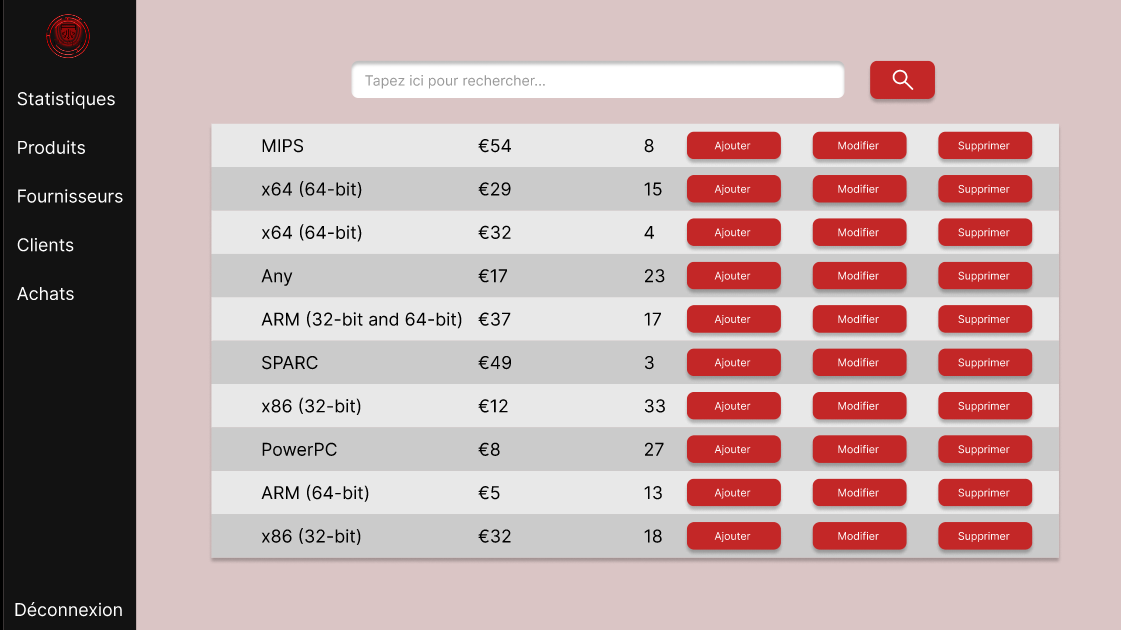 Statistiques
Produits
Fournisseurs
Clients
Achats
Déconnexion
Tapez ici pour rechercher...
MIPS €54 8 Ajouter Modifier Supprimer
x64 (64-bit) €29 15 Ajouter Modifier Supprimer
x64 (64-bit) €32 4 Ajouter Modifier Supprimer
Any €17 23 Ajouter Modifier Supprimer
ARM (32-bit and 64-bit) €37 17 Ajouter Modifier Supprimer
SPARC €49 3 Ajouter Modifier Supprimer
x86 (32-bit) €12 33 Ajouter Modifier Supprimer
PowerPC €8 27 Ajouter Modifier Supprimer
ARM (64-bit) €5 13 Ajouter Modifier Supprimer
x86 (32-bit) €32 18 Ajouter Modifier Supprimer